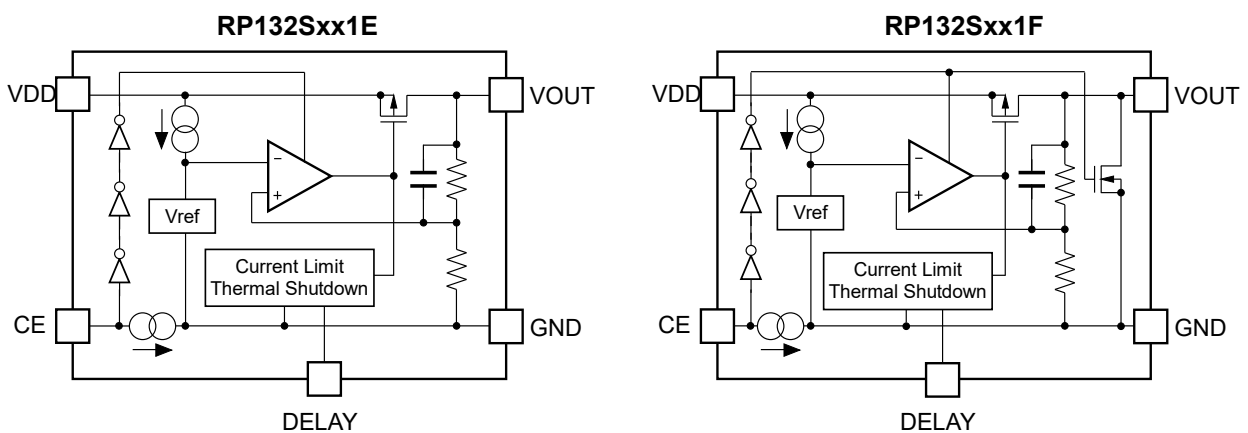 RP132Sxx1E
VDD
VOUT
−
+
Vref
Current Limit
Thermal Shutdown
CE
GND
DELAY
RP132Sxx1F
VDD
VOUT
−
+
Vref
Current Limit
Thermal Shutdown
CE
GND
DELAY